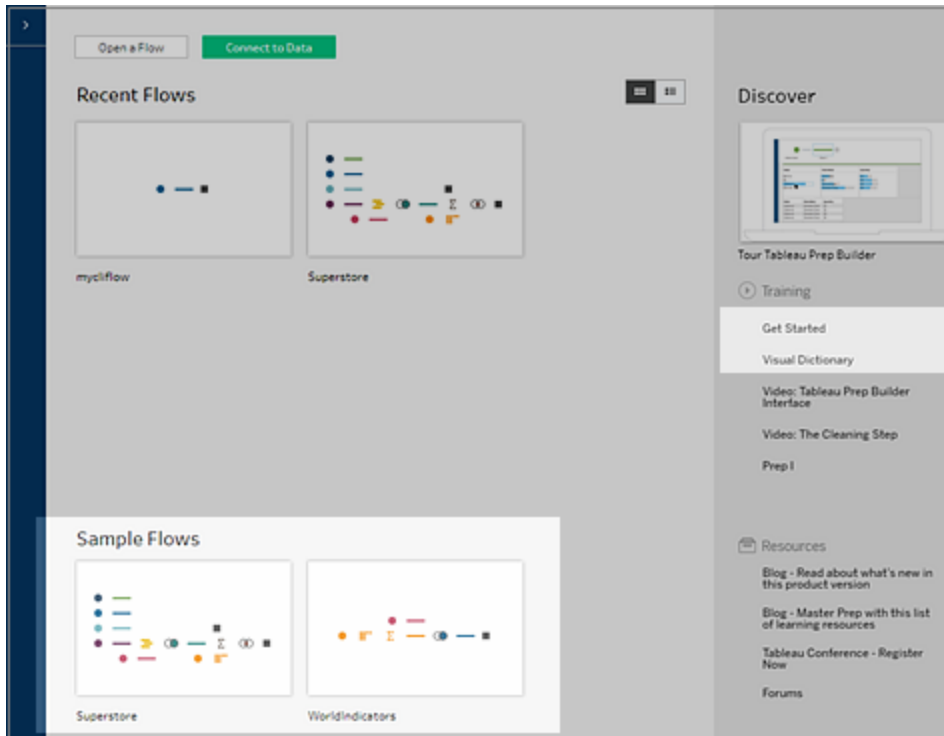 Open a Flow
Connect to Data
Recent Flows
mycliflow
Superstore
Sample Flows
Superstore
WorldIndicators
Discover
Tour Tableau Prep Builder
Training
Get Started
Visual Dictionary
Video: Tableau Prep Builder
Interface
Video: The Cleaning Step
Prep I
Resources
Blog - Read about what's new in
this product version
Blog - Master Prep with this list
of learning resources
Tableau Conference - Register
Now
Forums